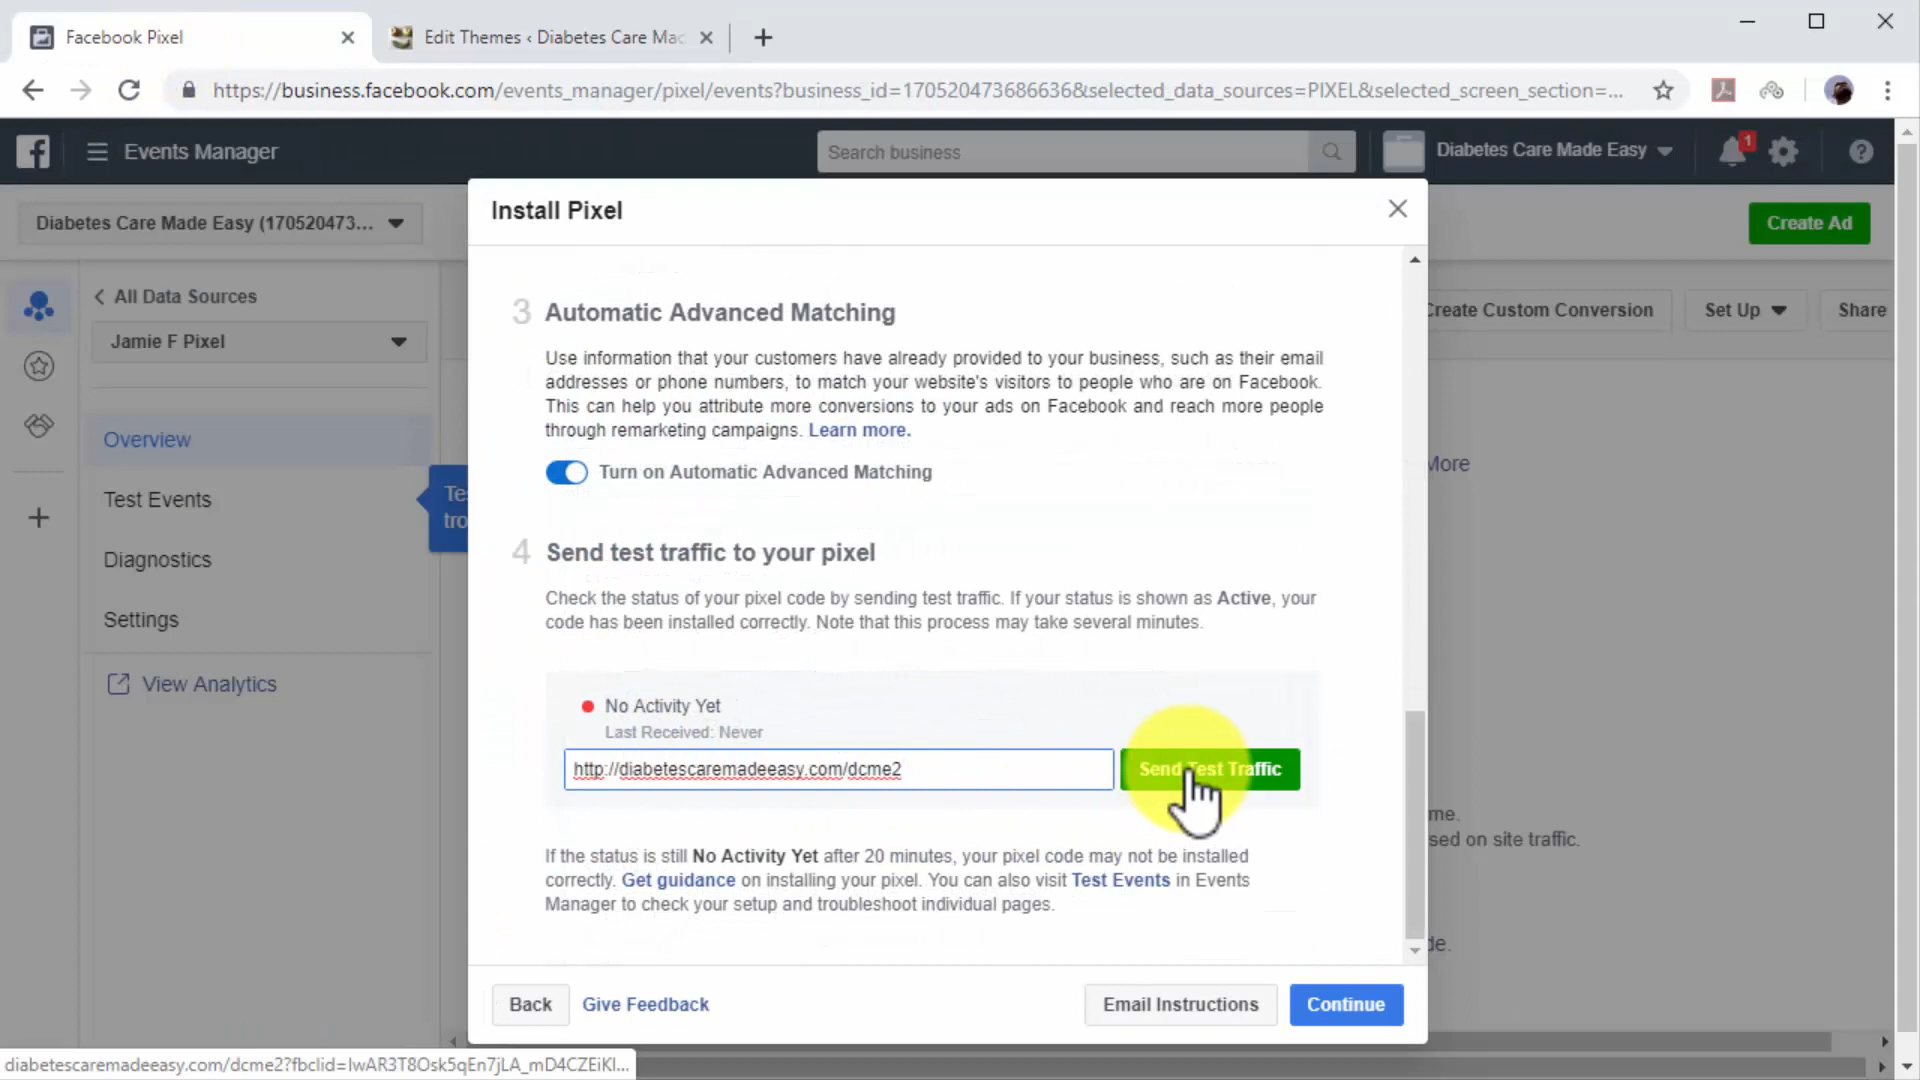 Facebook Pixel
Edit Themes ‹ Diabetes Care Mad
https://business.facebook.com/events_manager/pixel/events?business_id=170520473686636&selected_data_sources=PIXEL&selected_screen_section=...
Events Manager
Search business
Diabetes Care Made Easy
1
Diabetes Care Made Easy (170520473...
Install Pixel
Create Ad
All Data Sources
Jamie F Pixel
Create Custom Conversion
Set Up
Share
3 Automatic Advanced Matching
Use information that your customers have already provided to your business, such as their email
addresses or phone numbers, to match your website's visitors to people who are on Facebook.
This can help you attribute more conversions to your ads on Facebook and reach more people
through remarketing campaigns. Learn more.
Turn on Automatic Advanced Matching
Overview
More
Test Events
Tes
tro
Diagnostics
Settings
View Analytics
4 Send test traffic to your pixel
Check the status of your pixel code by sending test traffic. If your status is shown as Active, your
code has been installed correctly. Note that this process may take several minutes.
No Activity Yet
Last Received: Never
http://diabetescaremadeeasy.com/dcme2
Send Test Traffic
me.
sed on site traffic.
If the status is still No Activity Yet after 20 minutes, your pixel code may not be installed
correctly. Get guidance on installing your pixel. You can also visit Test Events in Events
Manager to check your setup and troubleshoot individual pages.
de.
Back
Give Feedback
Email Instructions
Continue